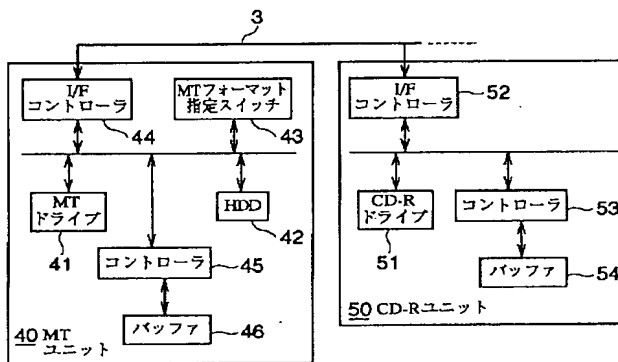 3
I/F
コントローラ
44
MTフォーマット
指定スイッチ
43
MT
ドライブ
41
HDD
42
コントローラ
45
バッファ
46
40 MT
ユニット
I/F
コントローラ
52
CD-R
ドライブ
51
コントローラ
53
バッファ
54
50 CD-Rユニット